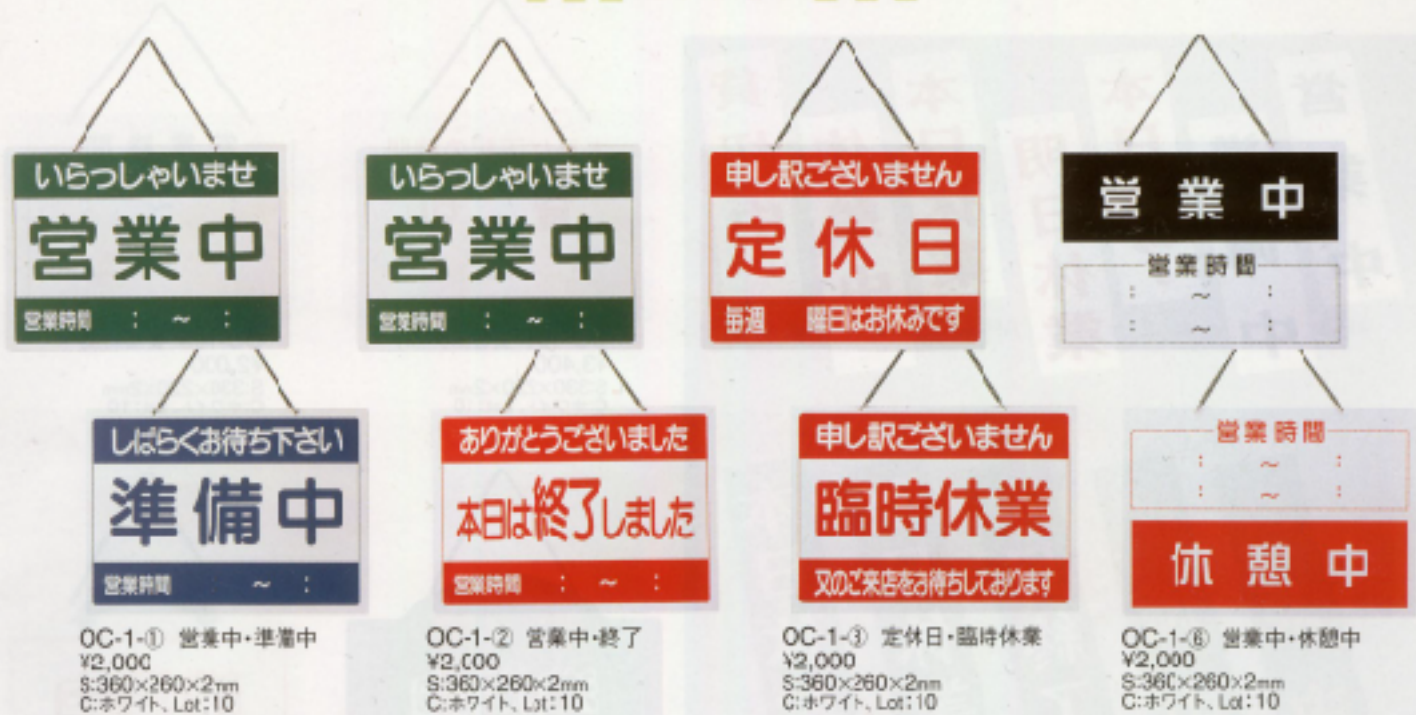 いらっしゃいませ
営業中
営業時間 : ～ :
いらっしゃいませ
営業中
営業時間 : ～ :
申し訳ございません
定休日
毎週 曜日はお休みです
営業中
営業時間
: ～ :
: ～ :
しばらくお待ち下さい
準備中
営業時間 : ～ :
ありがとうございました
本日は終了しました
営業時間 : ～ :
申し訳ございません
臨時休業
又のご来店をお待ちしております
営業時間
: ～ :
: ～ :
休憩中
OC-1-① 営業中・準備中
¥2,000
S:360×260×2mm
C:ホワイト、Lot:10
OC-1-② 営業中・終了
¥2,000
S:360×260×2mm
C:ホワイト、Lot:10
OC-1-③ 定休日・臨時休業
¥2,000
S:360×260×2mm
C:ホワイト、Lot:10
OC-1-⑥ 営業中・休憩中
¥2,000
S:360×260×2mm
C:ホワイト、Lot:10